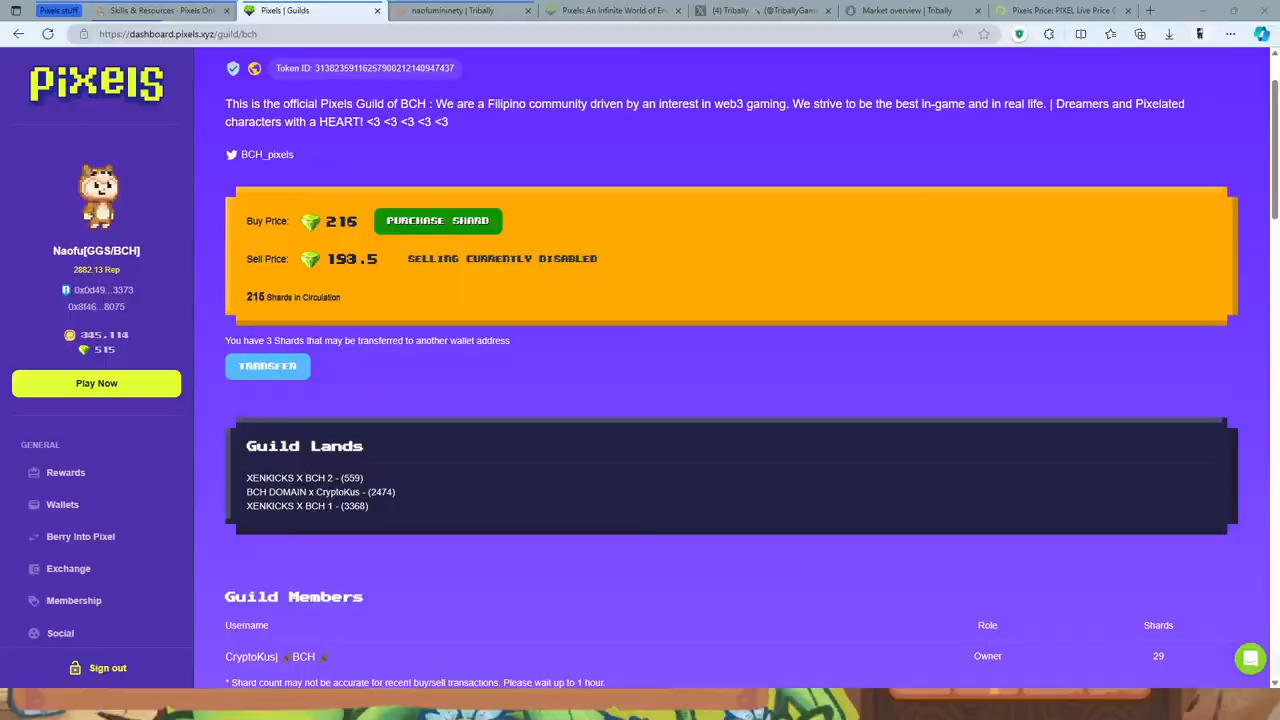 Pixels stuff
Skills & Resources - Pixels Onl
Pixels | Guilds
naofumininety | Tribally
Pixels: An Infinite World of En
(4) Tribally (@TriballyGam
Market overview | Tribally
Pixels Price: PIXEL Live Price C
https://dashboard.pixels.xyz/guild/bch
pixels
Token ID: 31382359116257900212140947437
This is the official Pixels Guild of BCH : We are a Filipino community driven by an interest in web3 gaming. We strive to be the best in-game and in real life. | Dreamers and Pixelated
characters with a HEART! <3 <3 <3 <3 <3
BCH_pixels
Buy Price: 215 PURCHASE SHARD
Sell Price: 193.5 SELLING CURRENTLY DISABLED
215 Shards in Circulation
You have 3 Shards that may be transferred to another wallet address
TRANSFER
Naofu[GGS/BCH]
2882.13 Rep
0x0d49...3373
0x8f46...8075
345,114
515
Play Now
GENERAL
Rewards
Wallets
Berry Into Pixel
Exchange
Membership
Social
Sign out
Guild Lands
XENKICKS X BCH 2 - (559)
BCH DOMAIN x CryptoKus - (2474)
XENKICKS X BCH 1 - (3368)
Guild Members
Username Role Shards
CryptoKus| BCH Owner 29
* Shard count may not be accurate for recent buy/sell transactions. Please wait up to 1 hour.